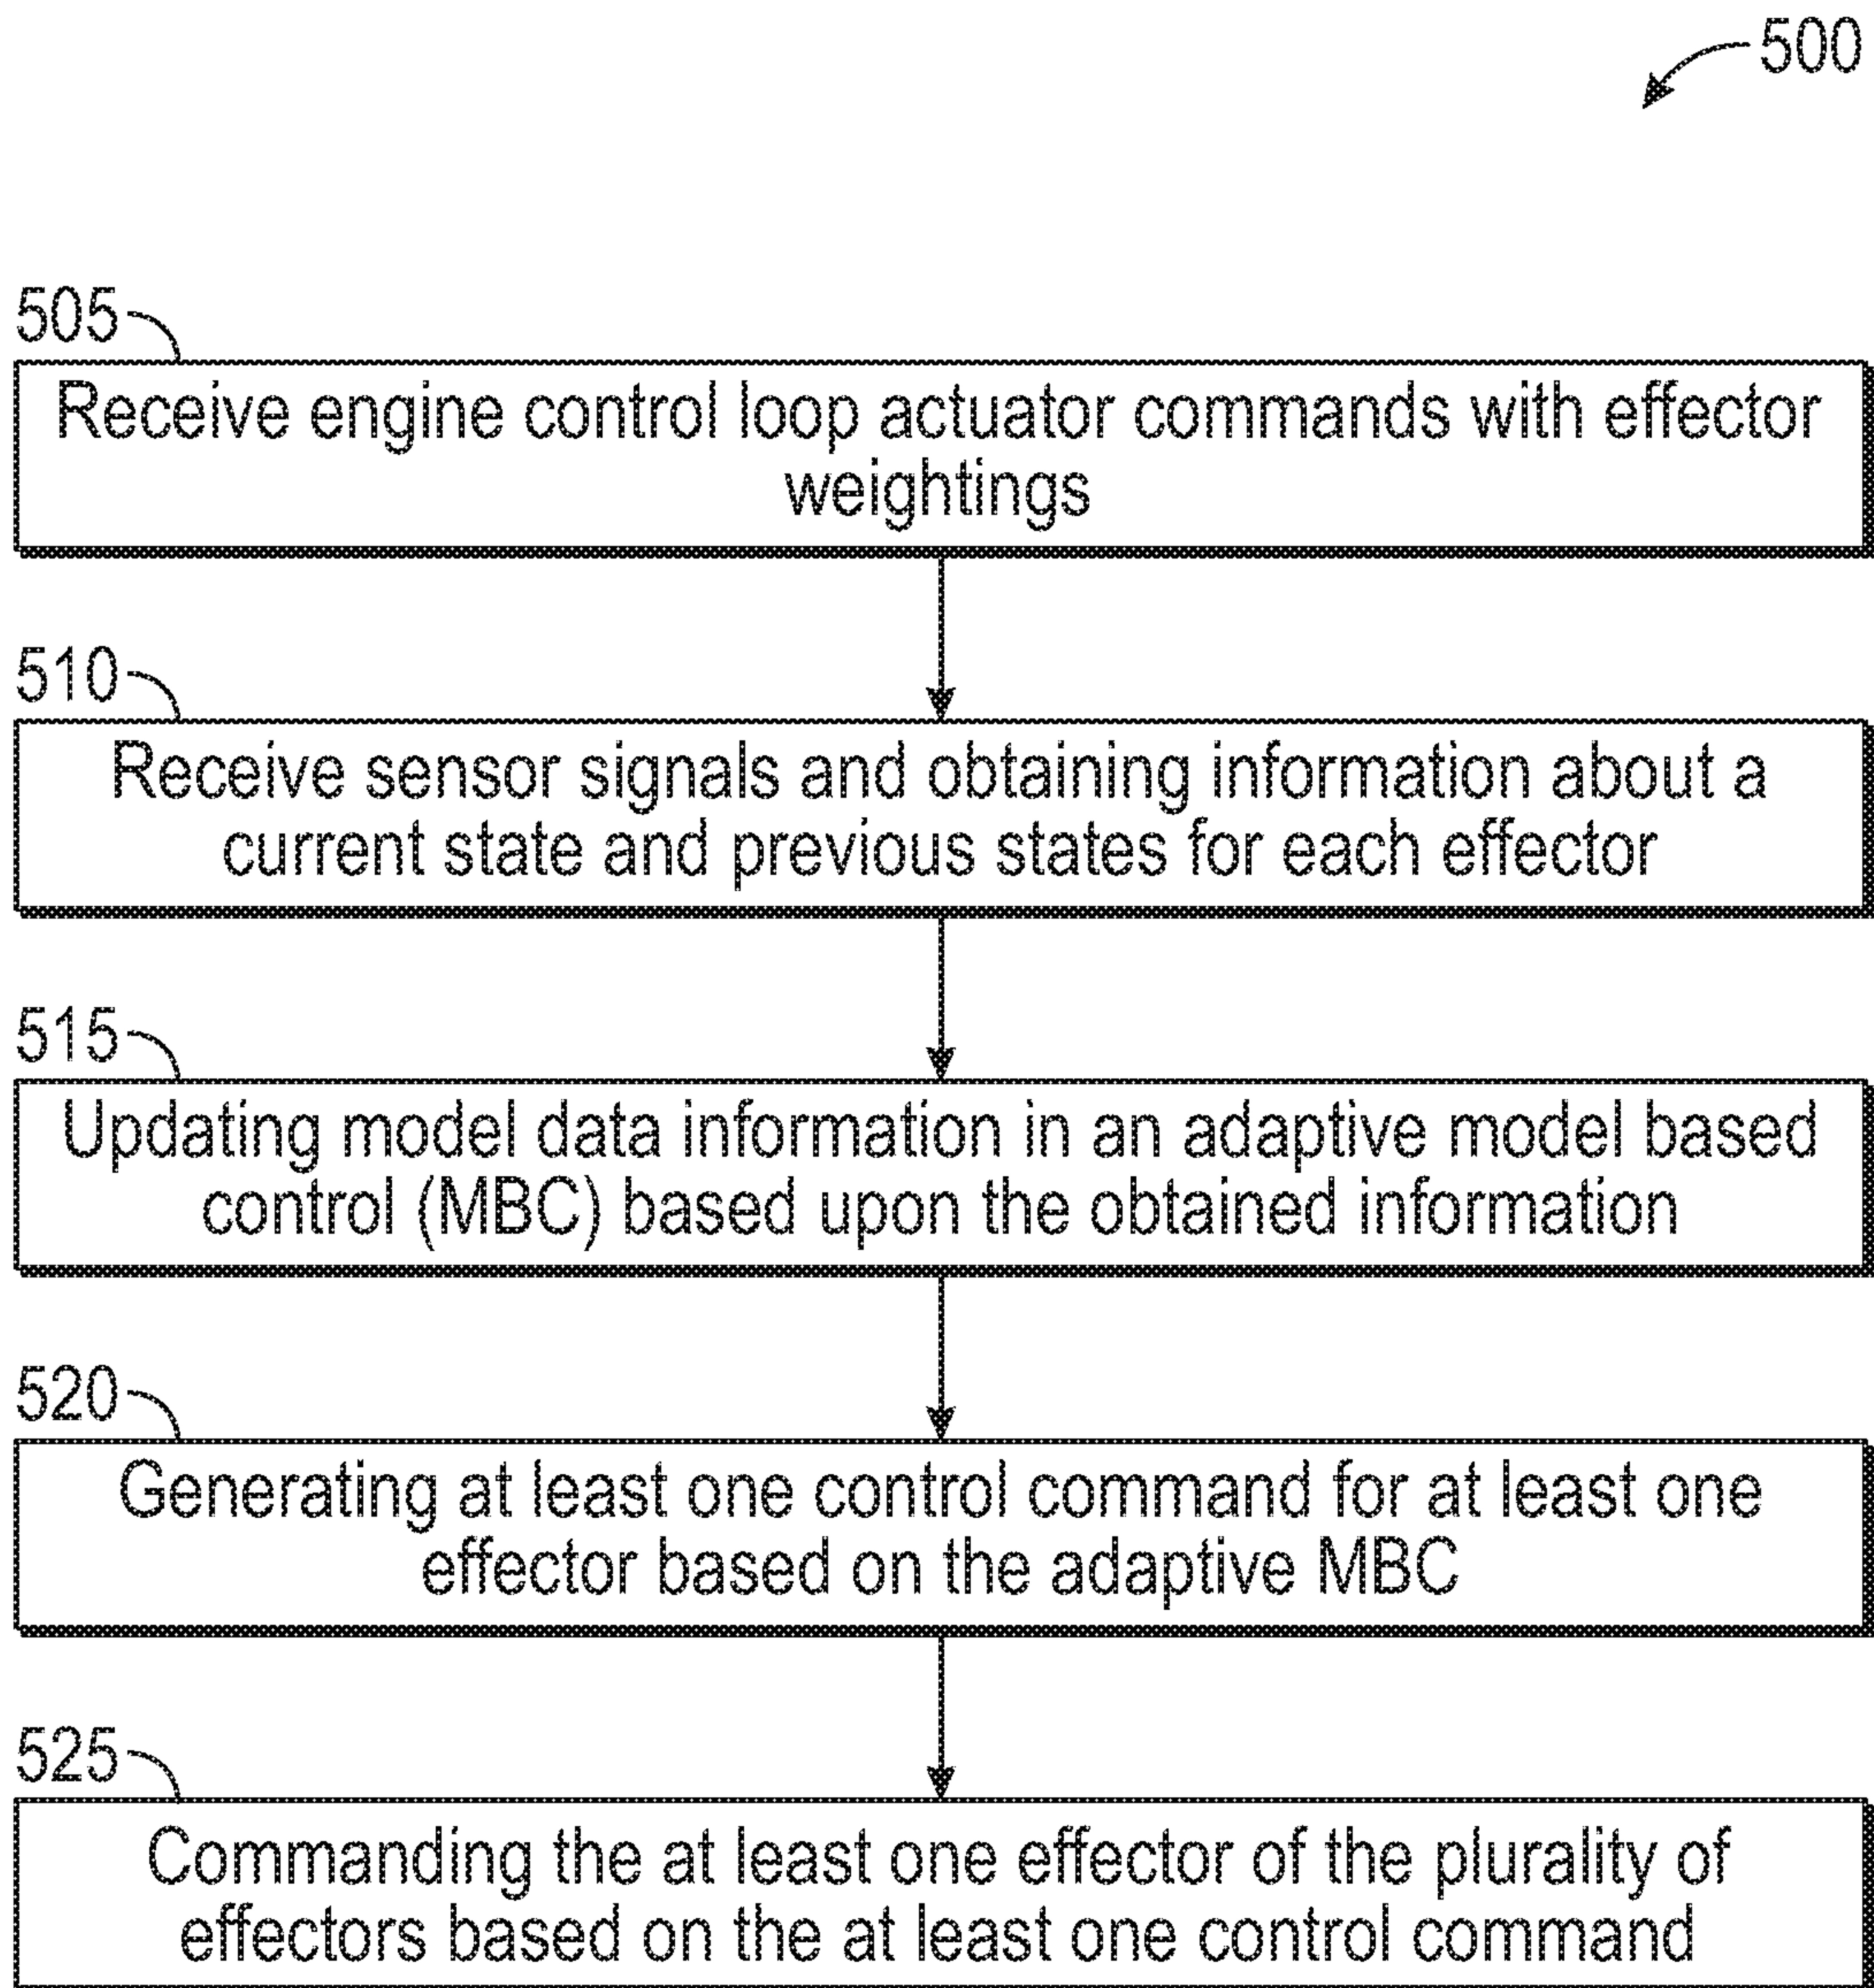 500
505
Receive engine control loop actuator commands with effector
weightings
510
Receive sensor signals and obtaining information about a
current state and previous states for each effector
515
Updating model data information in an adaptive model based
control (MBC) based upon the obtained information
520
Generating at least one control command for at least one
effector based on the adaptive MBC
525
Commanding the at least one effector of the plurality of
effectors based on the at least one control command